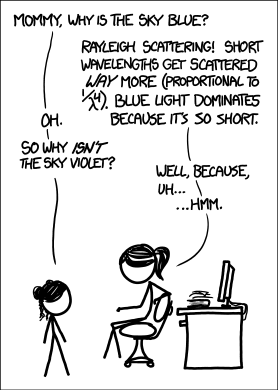 MOMMY, WHY IS THE SKY BLUE?
RAYLEIGH SCATTERING! SHORT
WAVELENGTHS GET SCATTERED
WAY MORE (PROPORTIONAL TO
1/λ⁴). BLUE LIGHT DOMINATES
BECAUSE IT'S SO SHORT.
OH.
SO WHY ISN'T
THE SKY VIOLET?
WELL, BECAUSE,
UH...
...HMM.